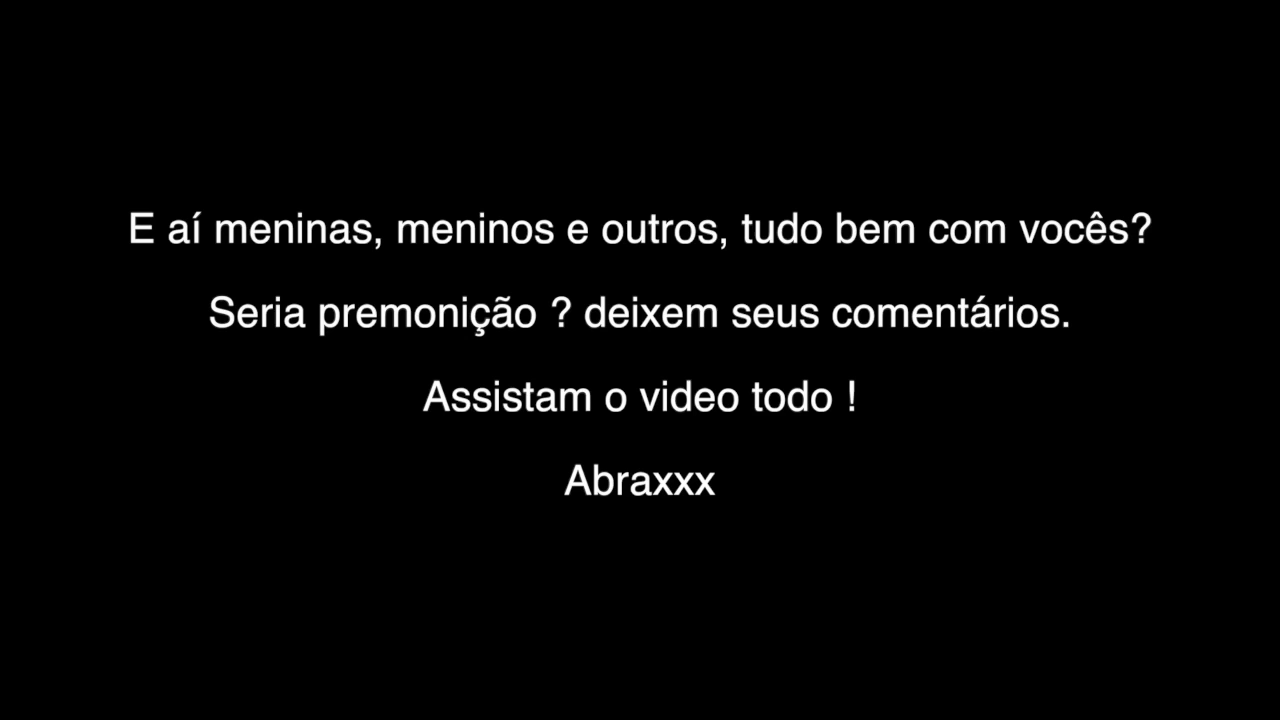 E aí meninas, meninos e outros, tudo bem com vocês?
Seria premonição ? deixem seus comentários.
Assistam o video todo !
Abraxxx